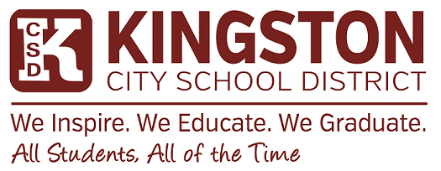 K
CSD
KINGSTON
CITY SCHOOL DISTRICT
We Inspire. We Educate. We Graduate.
All Students, All of the Time